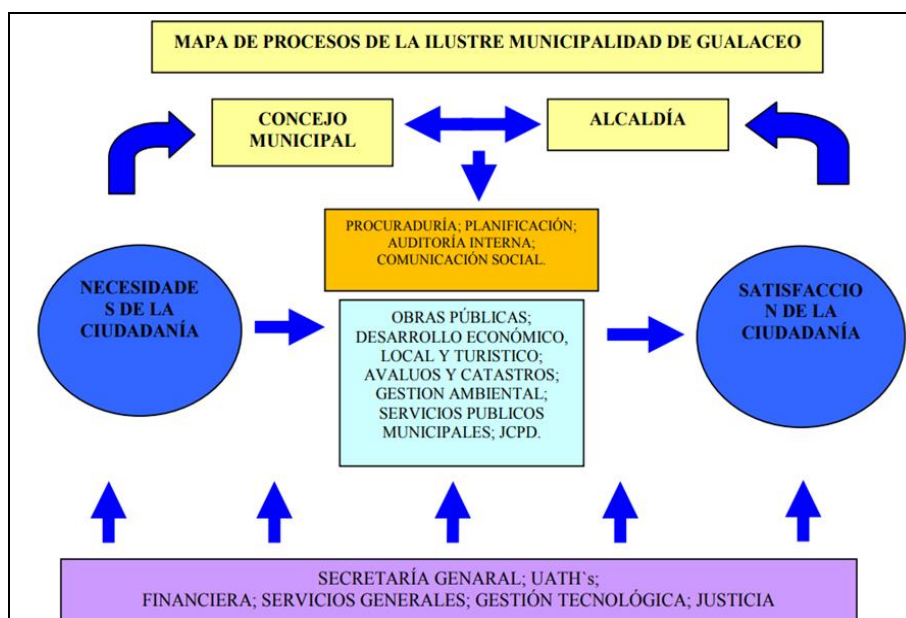 MAPA DE PROCESOS DE LA ILUSTRE MUNICIPALIDAD DE GUALACEO
CONCEJO
MUNICIPAL
ALCALDÍA
PROCURADURÍA; PLANIFICACIÓN;
AUDITORÍA INTERNA;
COMUNICACIÓN SOCIAL.
NECESIDADE
S DE LA
CIUDADANÍA
OBRAS PÚBLICAS;
DESARROLLO ECONÓMICO,
LOCAL Y TURISTICO;
AVALUOS Y CATASTROS;
GESTION AMBIENTAL;
SERVICIOS PUBLICOS
MUNICIPALES; JCPD.
SATISFACCIO
N DE LA
CIUDADANÍA
SECRETARÍA GENARAL; UATH`s;
FINANCIERA; SERVICIOS GENERALES; GESTIÓN TECNOLÓGICA; JUSTICIA